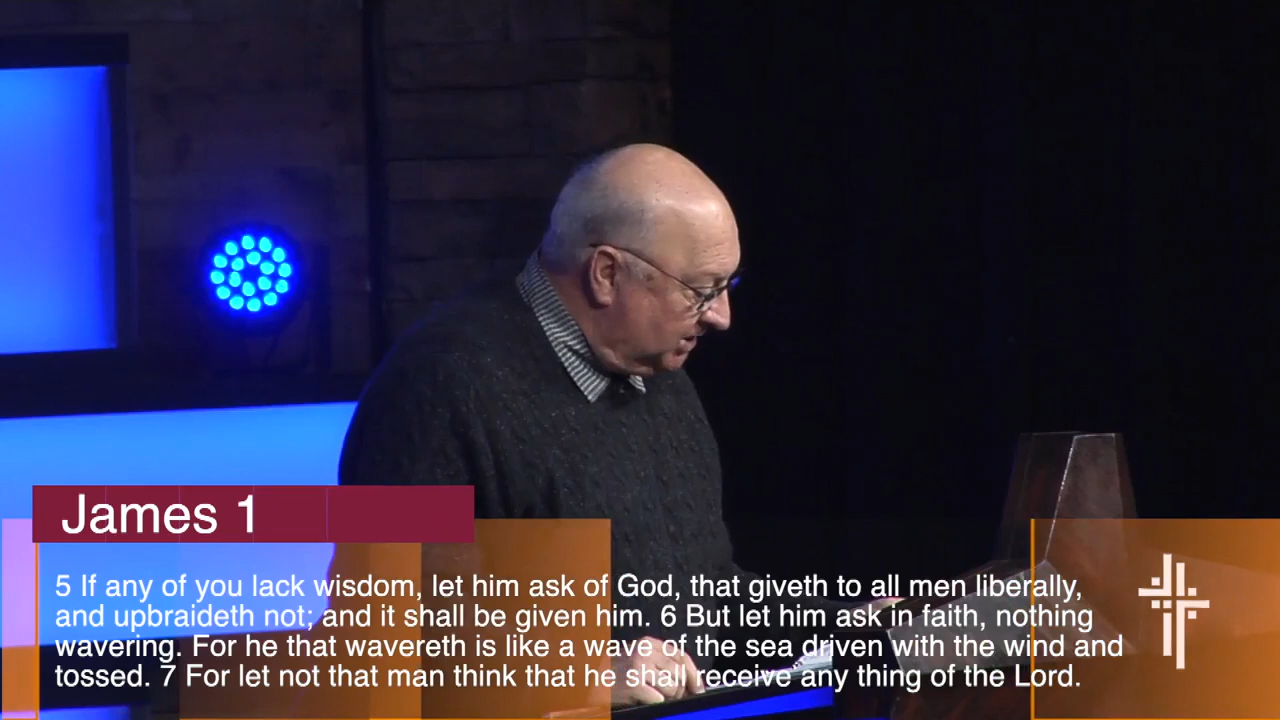 James 1
5 If any of you lack wisdom, let him ask of God, that giveth to all men liberally,
and upbraideth not; and it shall be given him. 6 But let him ask in faith, nothing
wavering. For he that wavereth is like a wave of the sea driven with the wind and
tossed. 7 For let not that man think that he shall receive any thing of the Lord.